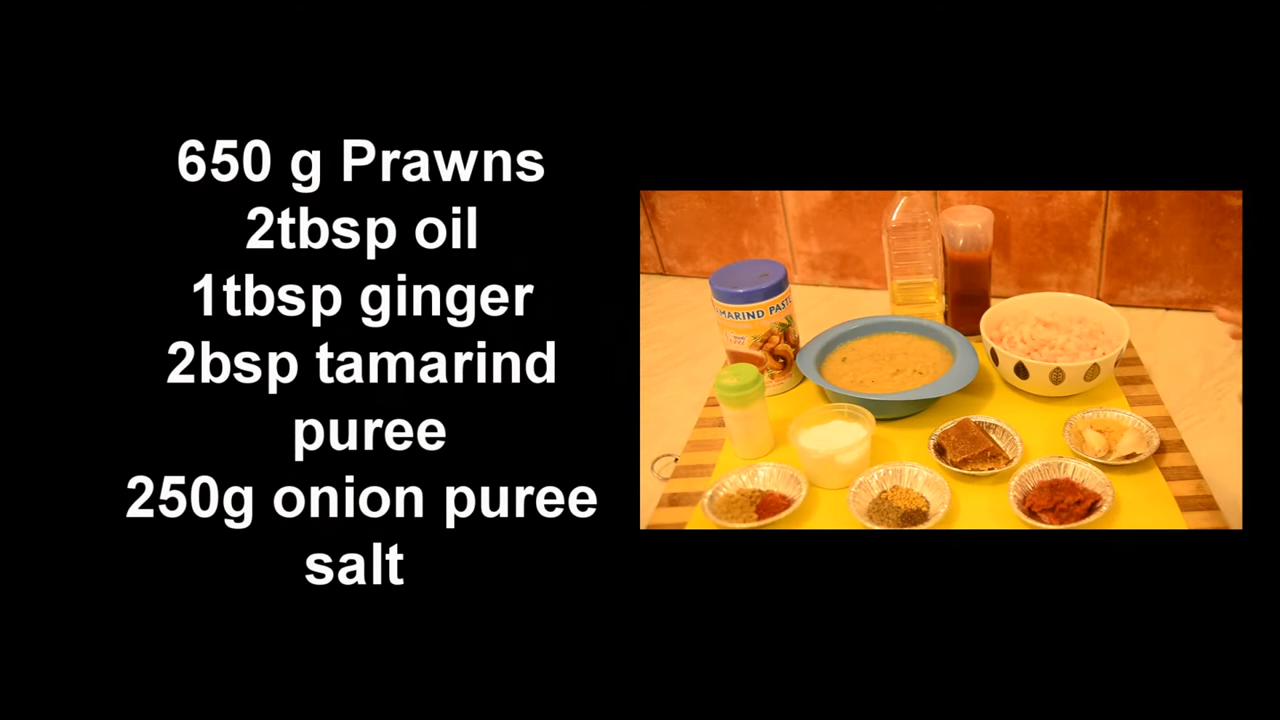 650 g Prawns
2tbsp oil
1tbsp ginger
2bsp tamarind
puree
250g onion puree
salt
TAMARIND PASTE